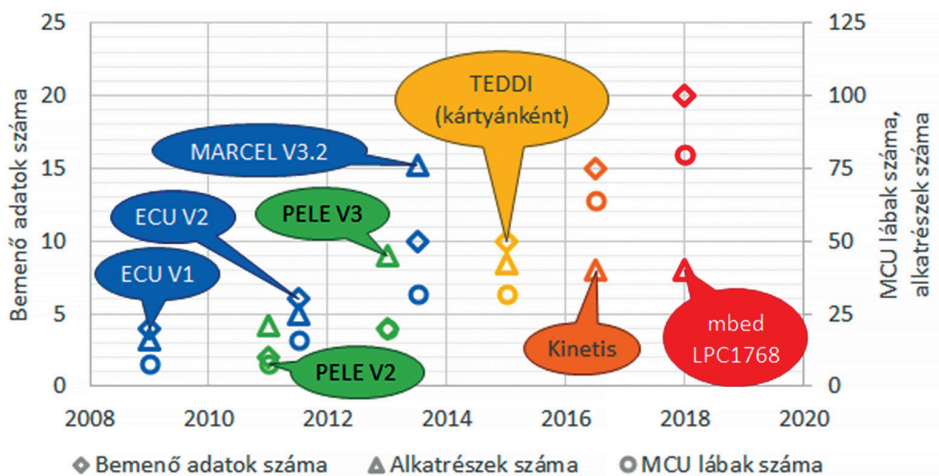 Bemenő adatok száma
25
20
15
10
5
0
MARCEL V3.2
ECU V2
ECU V1
PELE V3
PELE V2
TEDDI
(kártyánként)
Kinetis
mbed
LPC1768
125
100
75
50
25
0
MCU lábak száma,
alkatrészek száma
2008 2010 2012 2014 2016 2018 2020
Bemenő adatok száma Alkatrészek száma MCU lábak száma